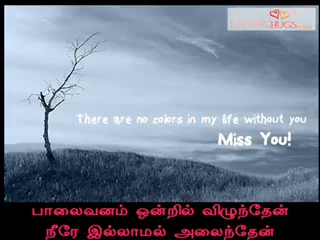 There are no colors in my life without you
Miss You!
பாலைவனம் ஒன்றில் விழுந்தேன்
நீரே இல்லாமல் அலைந்தேன்